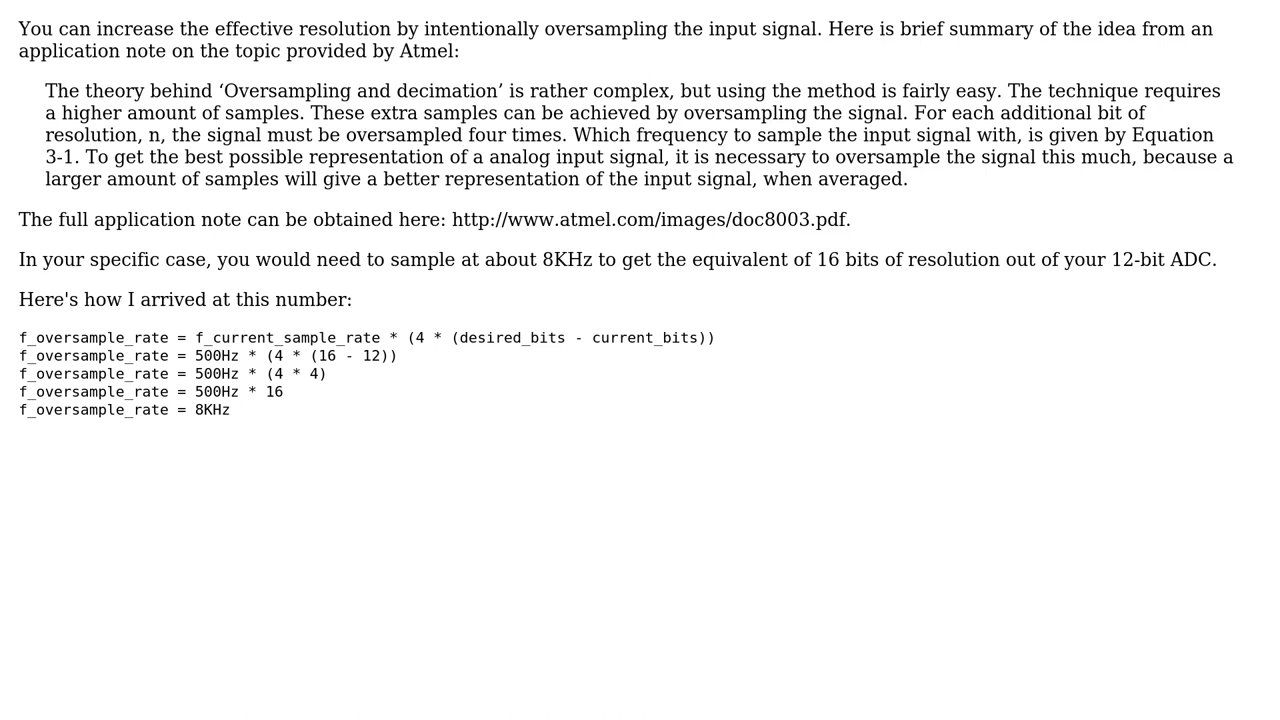 You can increase the effective resolution by intentionally oversampling the input signal. Here is brief summary of the idea from an
application note on the topic provided by Atmel:
The theory behind ‘Oversampling and decimation’ is rather complex, but using the method is fairly easy. The technique requires
a higher amount of samples. These extra samples can be achieved by oversampling the signal. For each additional bit of
resolution, n, the signal must be oversampled four times. Which frequency to sample the input signal with, is given by Equation
3-1. To get the best possible representation of a analog input signal, it is necessary to oversample the signal this much, because a
larger amount of samples will give a better representation of the input signal, when averaged.
The full application note can be obtained here: http://www.atmel.com/images/doc8003.pdf.
In your specific case, you would need to sample at about 8KHz to get the equivalent of 16 bits of resolution out of your 12-bit ADC.
Here's how I arrived at this number:
f_oversample_rate = f_current_sample_rate * (4 * (desired_bits - current_bits))
f_oversample_rate = 500Hz * (4 * (16 - 12))
f_oversample_rate = 500Hz * (4 * 4)
f_oversample_rate = 500Hz * 16
f_oversample_rate = 8KHz